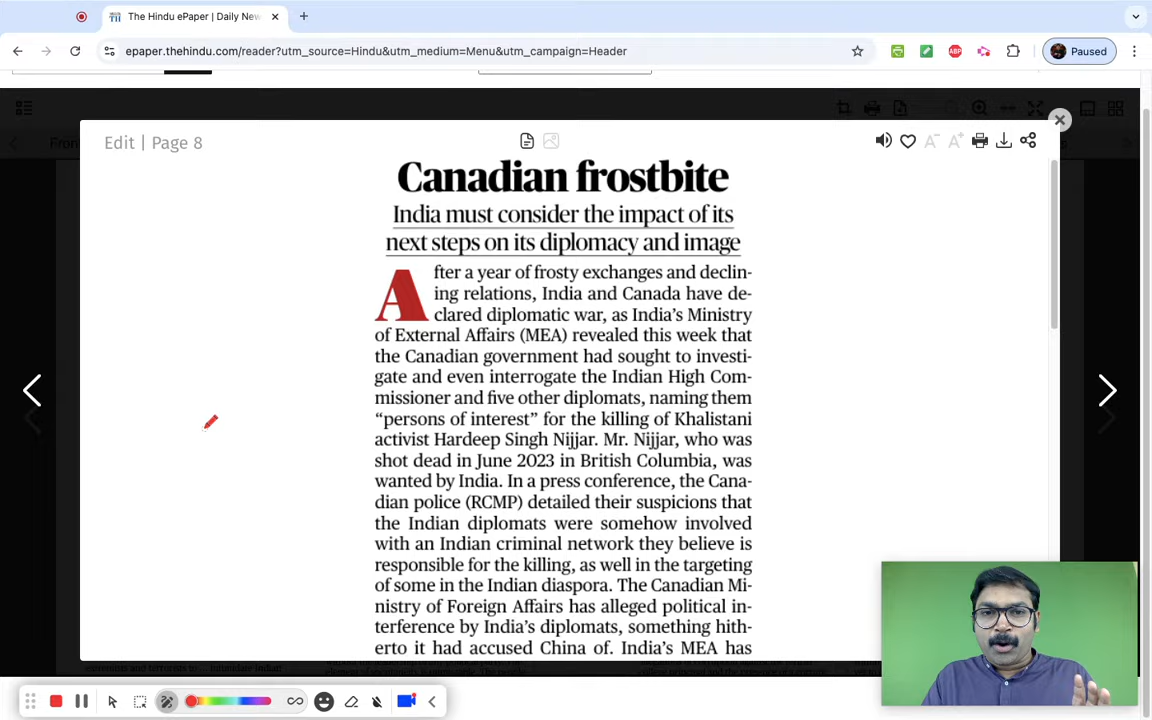 The Hindu ePaper | Daily New
epaper.thehindu.com/reader?utm_source=Hindu&utm_medium=Menu&utm_campaign=Header
ABP
Paused
Edit | Page 8
A- A+
Canadian frostbite
India must consider the impact of its
next steps on its diplomacy and image
After a year of frosty exchanges and declin-
ing relations, India and Canada have de-
clared diplomatic war, as India's Ministry
of External Affairs (MEA) revealed this week that
the Canadian government had sought to investi-
gate and even interrogate the Indian High Com-
missioner and five other diplomats, naming them
“persons of interest” for the killing of Khalistani
activist Hardeep Singh Nijjar. Mr. Nijjar, who was
shot dead in June 2023 in British Columbia, was
wanted by India. In a press conference, the Cana-
dian police (RCMP) detailed their suspicions that
the Indian diplomats were somehow involved
with an Indian criminal network they believe is
responsible for the killing, as well in the targeting
of some in the Indian diaspora. The Canadian Mi-
nistry of Foreign Affairs has alleged political in-
terference by India's diplomats, something hith-
erto it had accused China of. India's MEA has